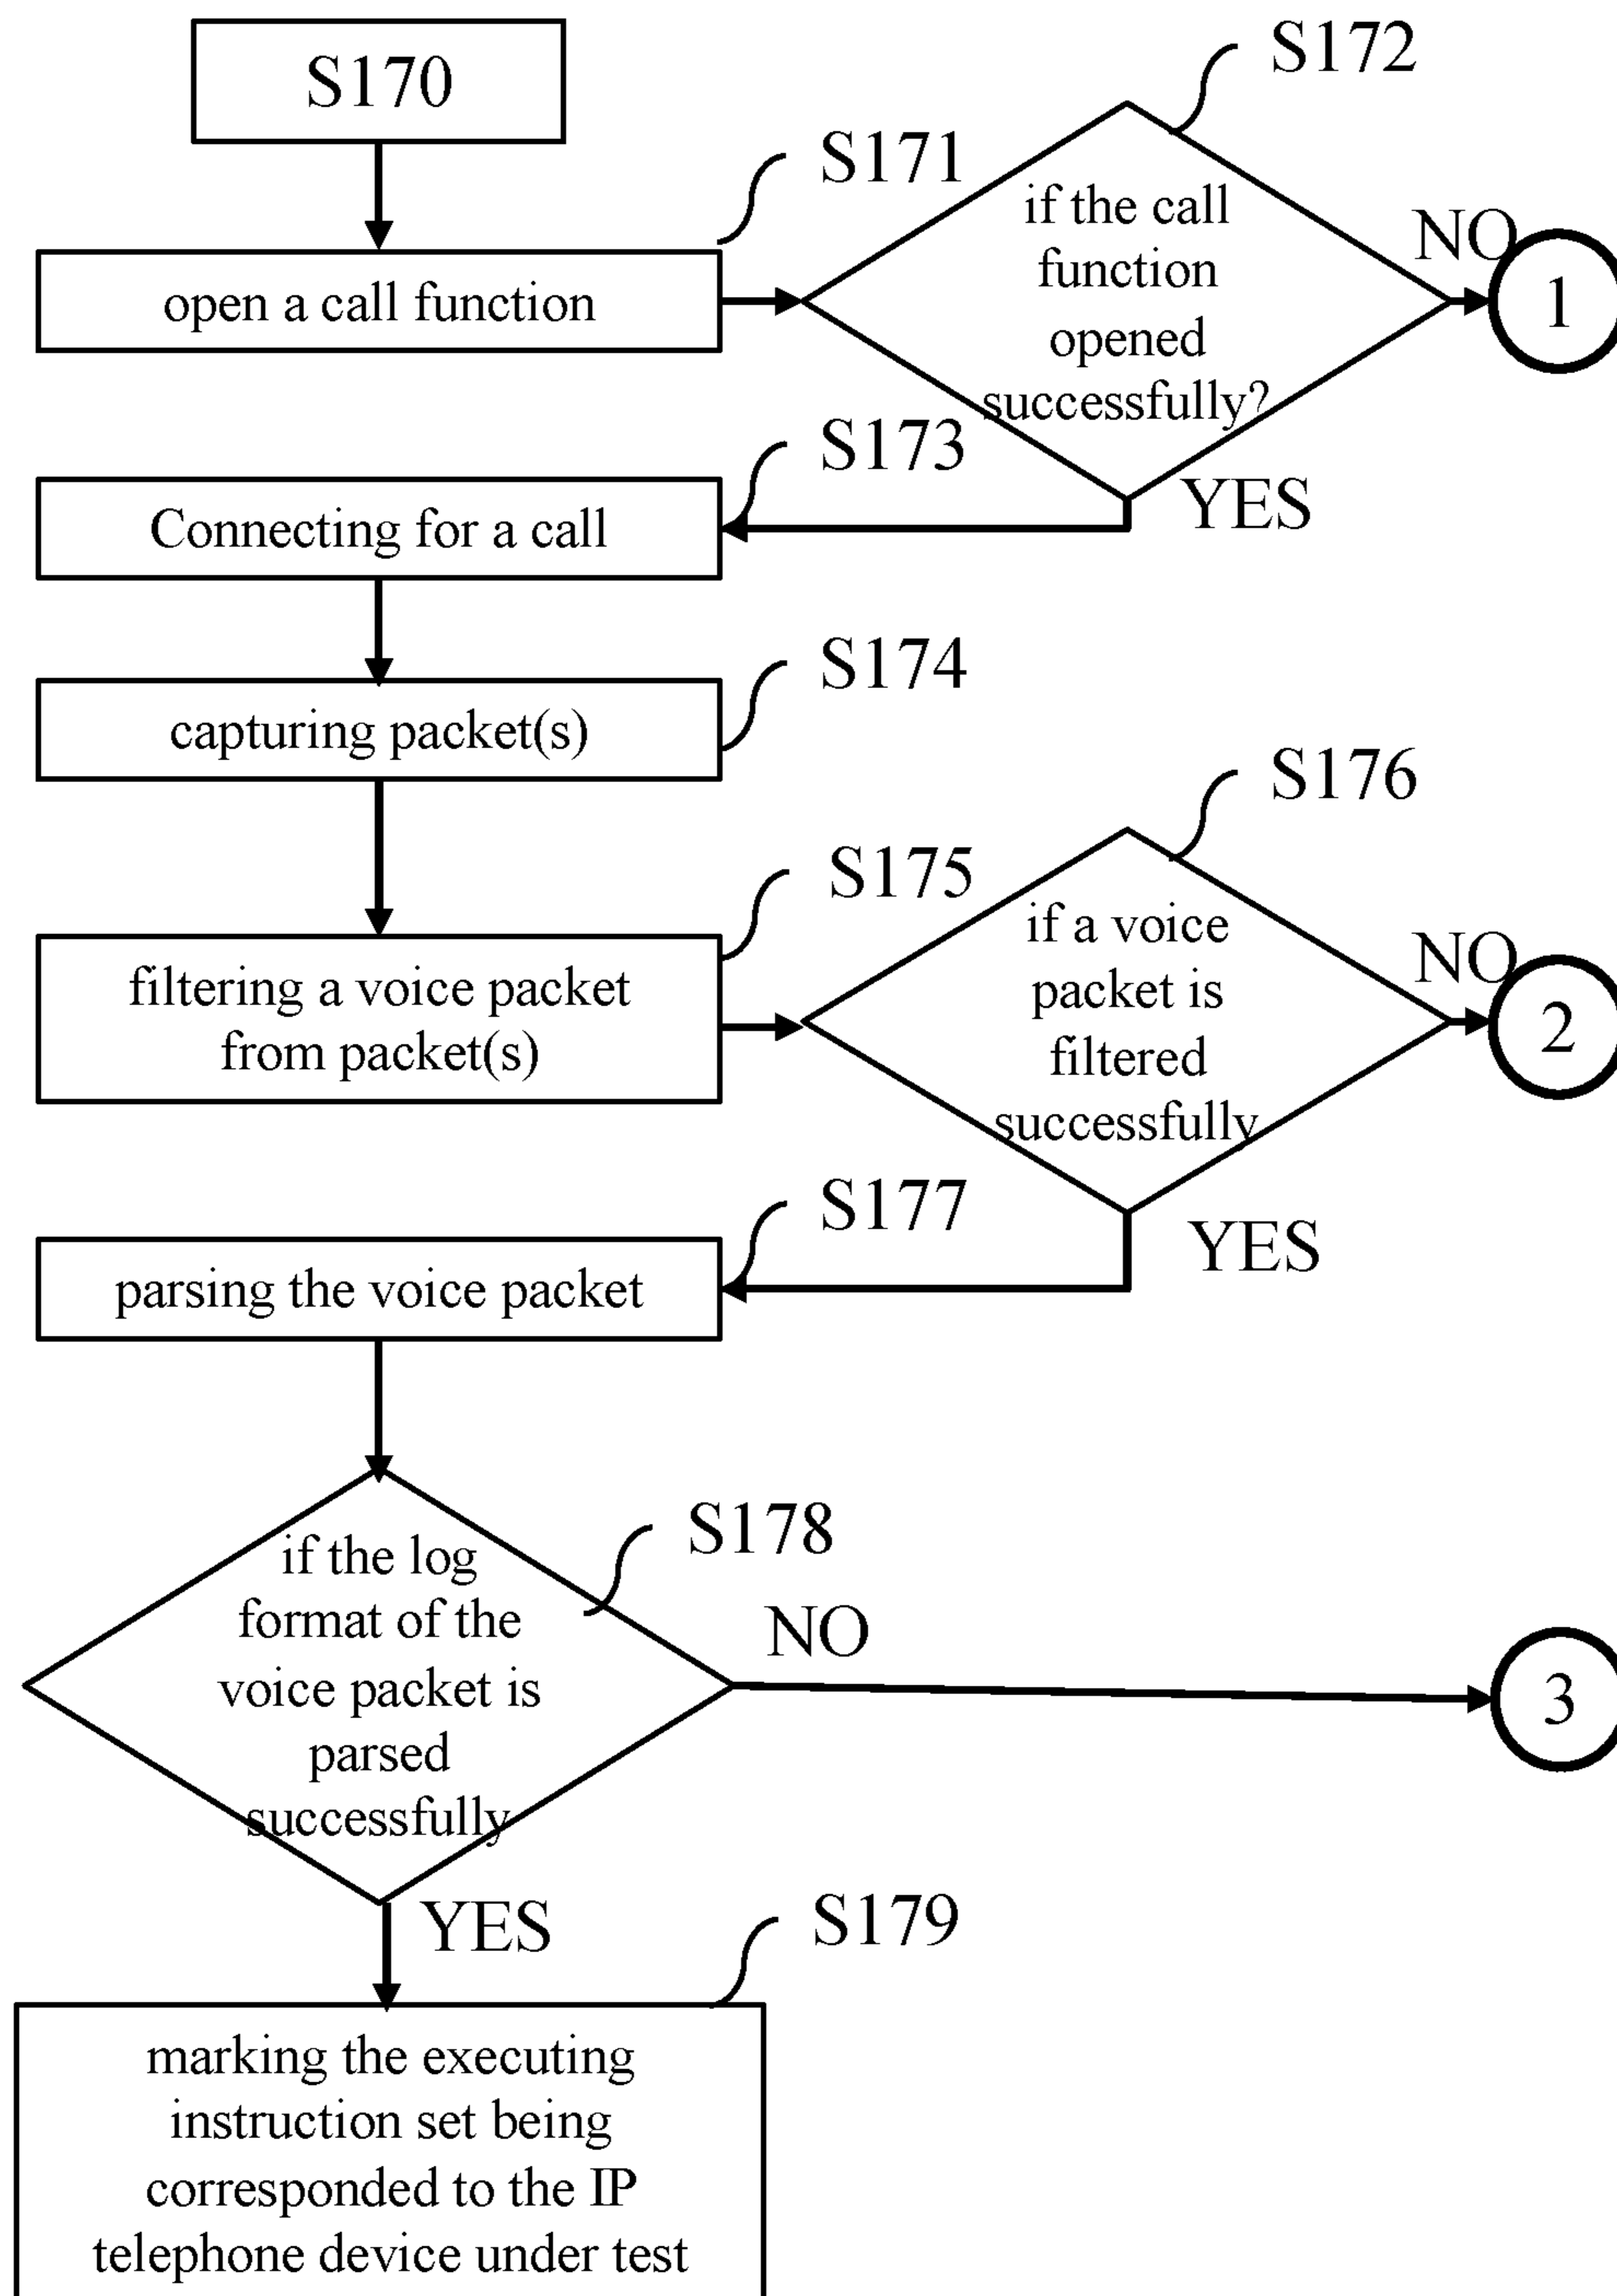 S170
S171
open a call function
S172
if the call
function
opened
successfully?
NO
1
YES
S173
Connecting for a call
S174
capturing packet(s)
S175
filtering a voice packet
from packet(s)
S176
if a voice
packet is
filtered
successfully
NO
2
YES
S177
parsing the voice packet
S178
if the log
format of the
voice packet is
parsed
successfully
NO
3
YES
S179
marking the executing
instruction set being
corresponded to the IP
telephone device under test